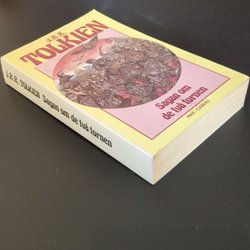 J.R.R.
TOLKIEN
Sagan om
de två tornen
J.R.R. TOLKIEN Sagan om de två tornen